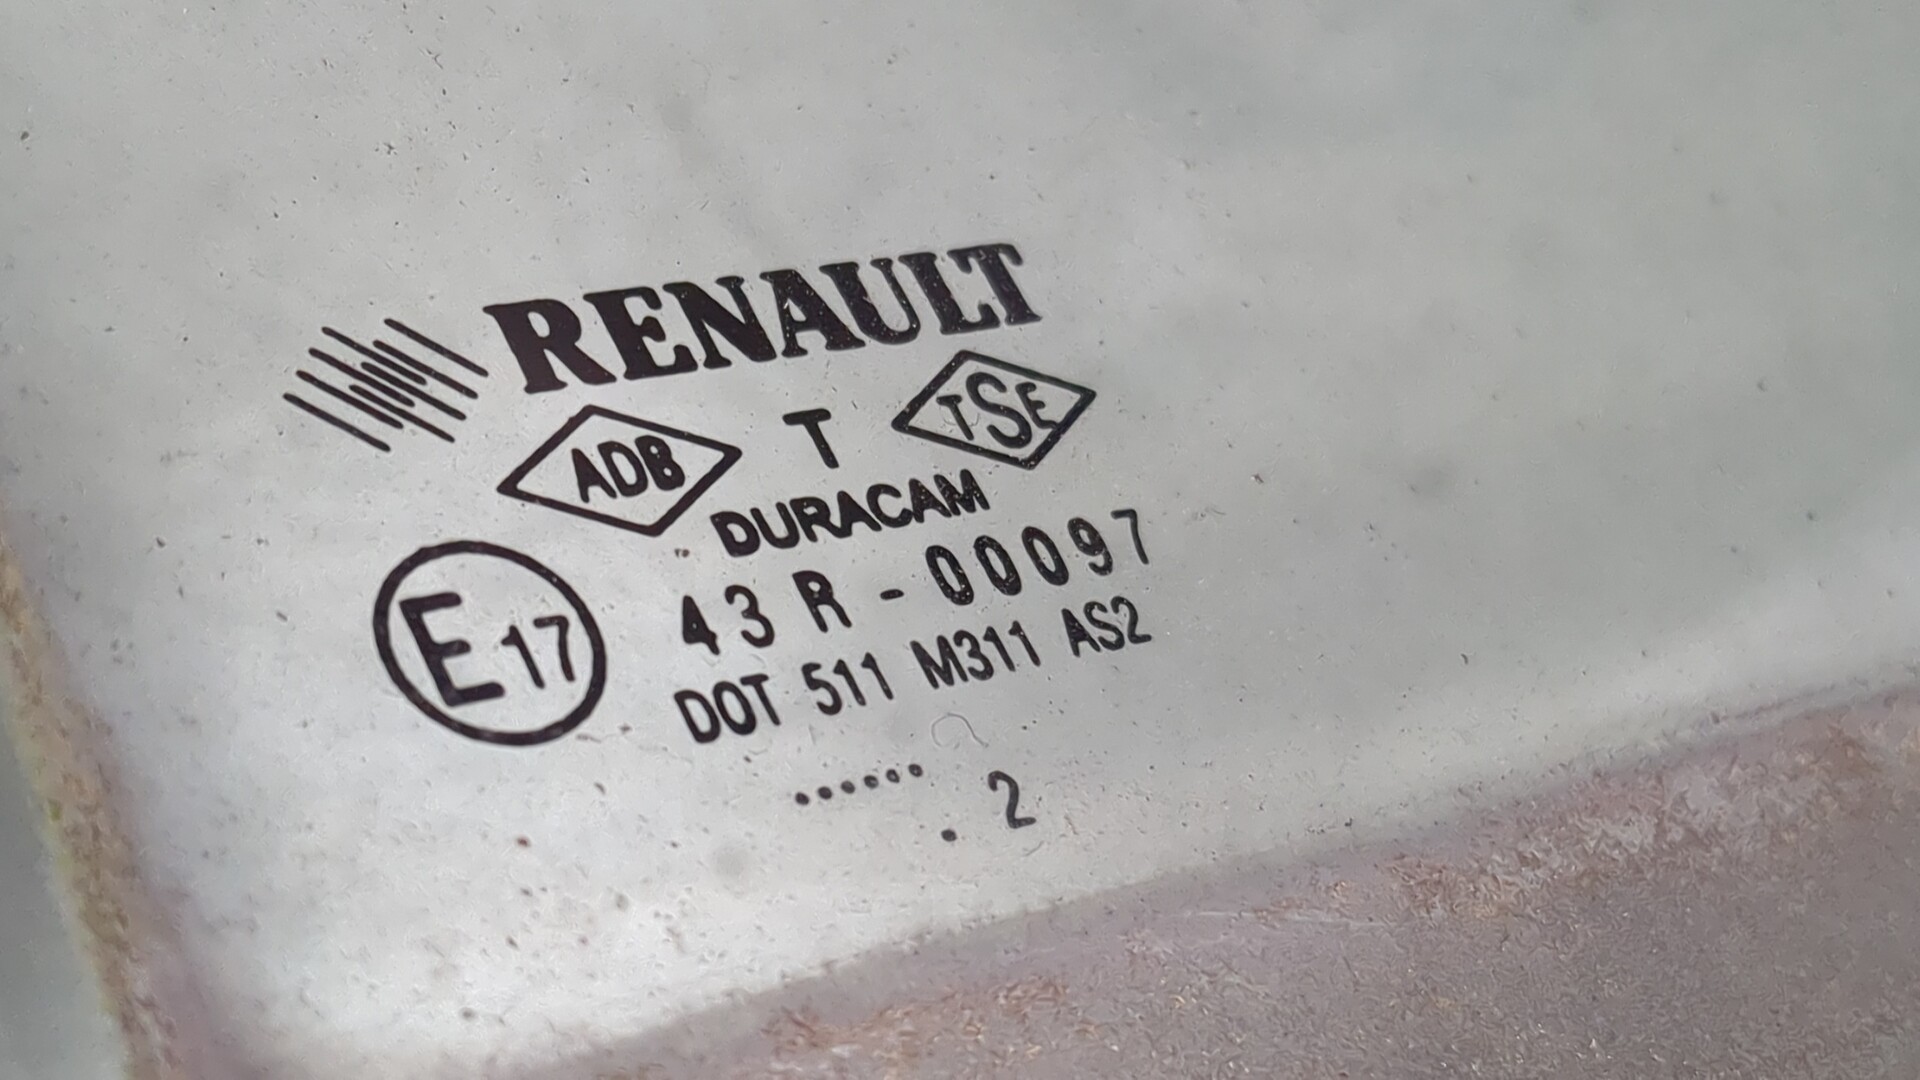 RENAULT
ADB T TSE
DURACAM
E17 43 R - 00097
DOT 511 M311 AS2
...... . 2